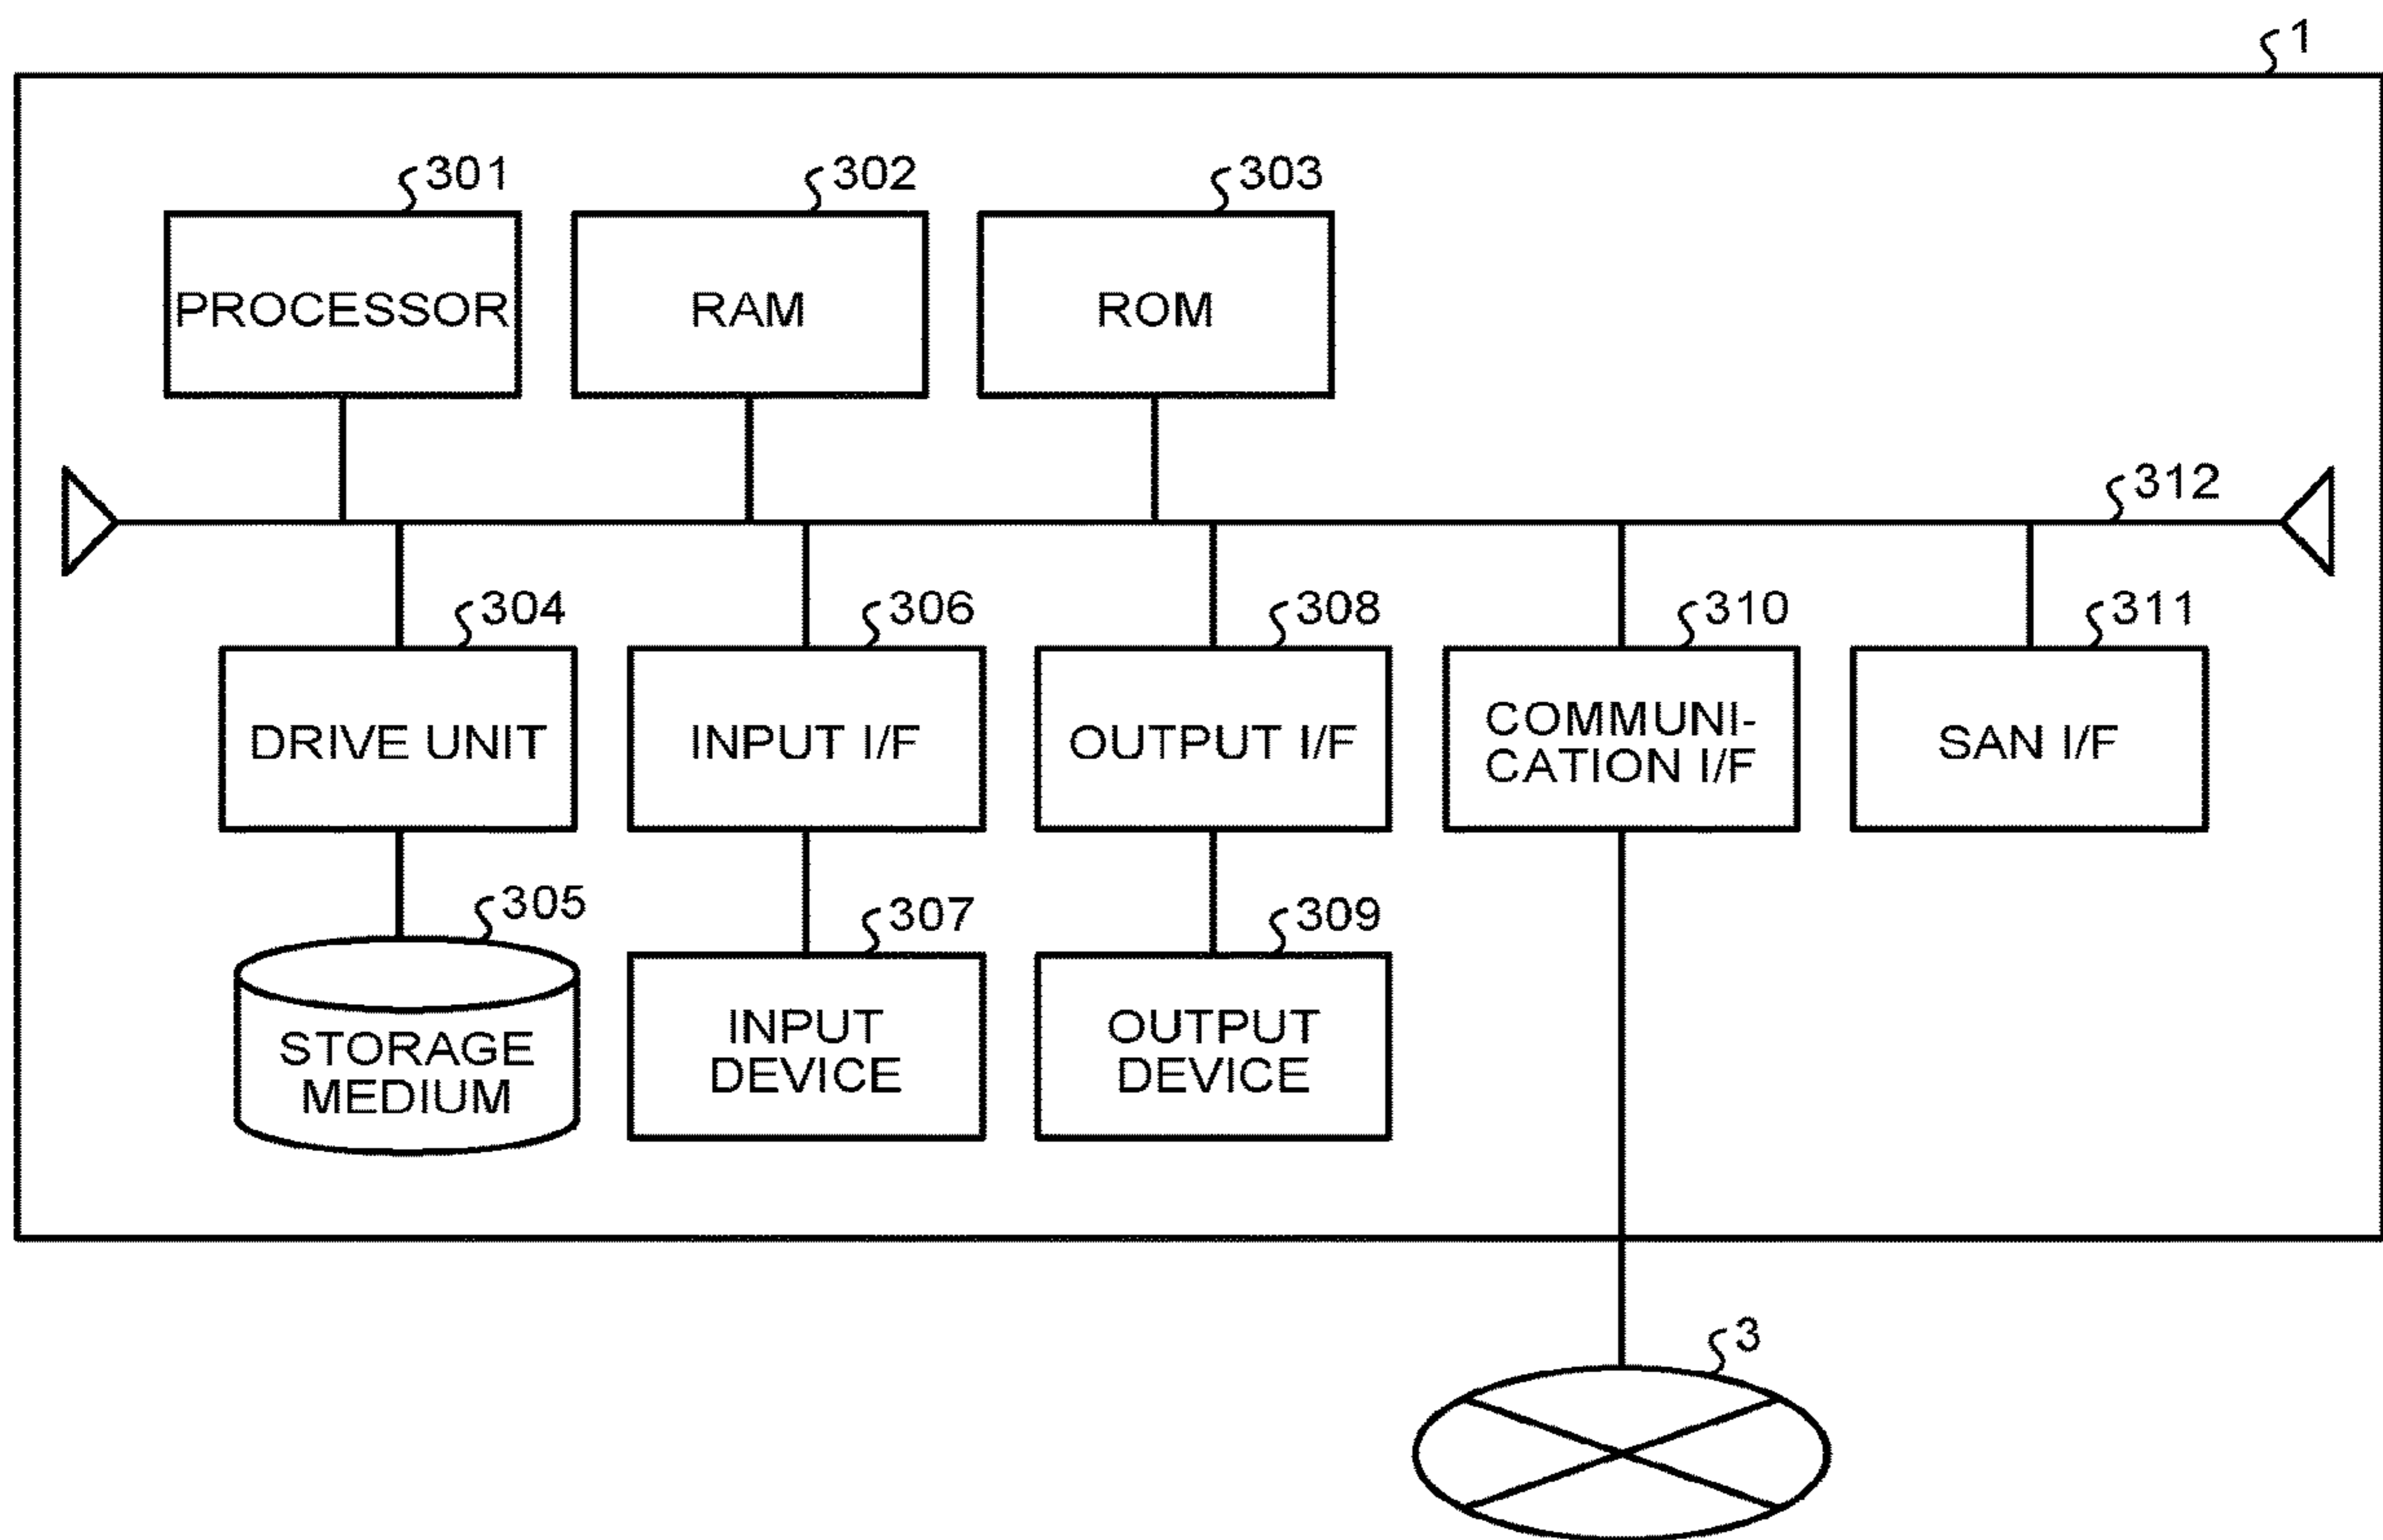 1
301
302
303
PROCESSOR
RAM
ROM
312
304
306
308
310
311
DRIVE UNIT
INPUT I/F
OUTPUT I/F
COMMUNI-
CATION I/F
SAN I/F
305
307
309
STORAGE
MEDIUM
INPUT
DEVICE
OUTPUT
DEVICE
3